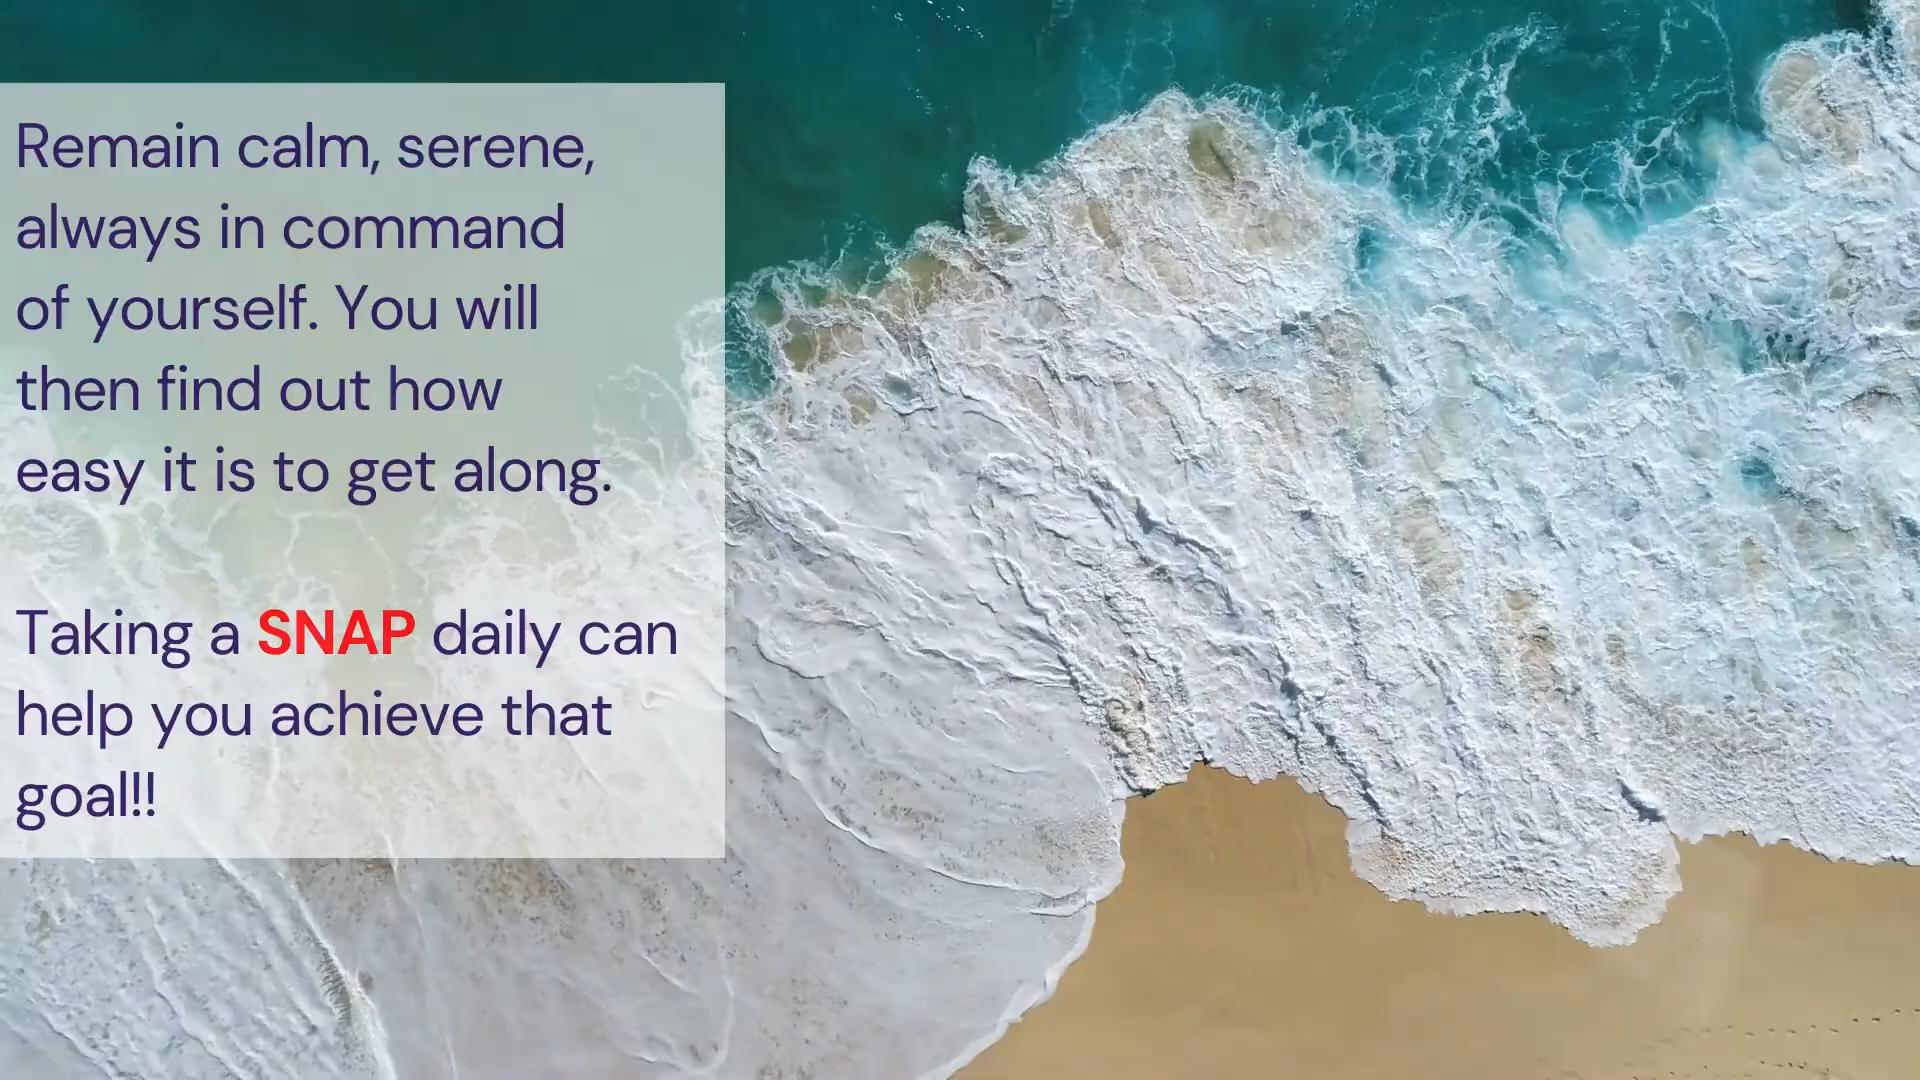 Remain calm, serene,
always in command
of yourself. You will
then find out how
easy it is to get along.
Taking a SNAP daily can
help you achieve that
goal!!